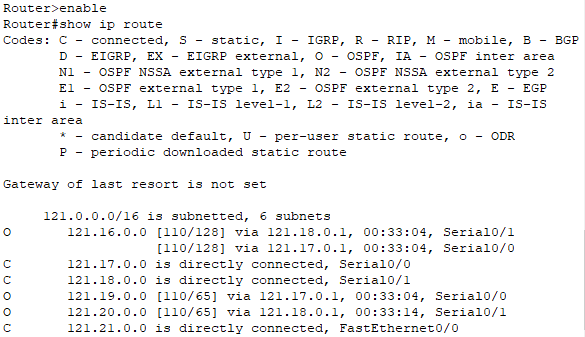 Router>enable
Router#show ip route
Codes: C - connected, S - static, I - IGRP, R - RIP, M - mobile, B - BGP
       D - EIGRP, EX - EIGRP external, O - OSPF, IA - OSPF inter area
       N1 - OSPF NSSA external type 1, N2 - OSPF NSSA external type 2
       E1 - OSPF external type 1, E2 - OSPF external type 2, E - EGP
       i - IS-IS, L1 - IS-IS level-1, L2 - IS-IS level-2, ia - IS-IS
inter area
       * - candidate default, U - per-user static route, o - ODR
       P - periodic downloaded static route
Gateway of last resort is not set
     121.0.0.0/16 is subnetted, 6 subnets
O       121.16.0.0 [110/128] via 121.18.0.1, 00:33:04, Serial0/1
                   [110/128] via 121.17.0.1, 00:33:04, Serial0/0
C       121.17.0.0 is directly connected, Serial0/0
C       121.18.0.0 is directly connected, Serial0/1
O       121.19.0.0 [110/65] via 121.17.0.1, 00:33:04, Serial0/0
O       121.20.0.0 [110/65] via 121.18.0.1, 00:33:14, Serial0/1
C       121.21.0.0 is directly connected, FastEthernet0/0